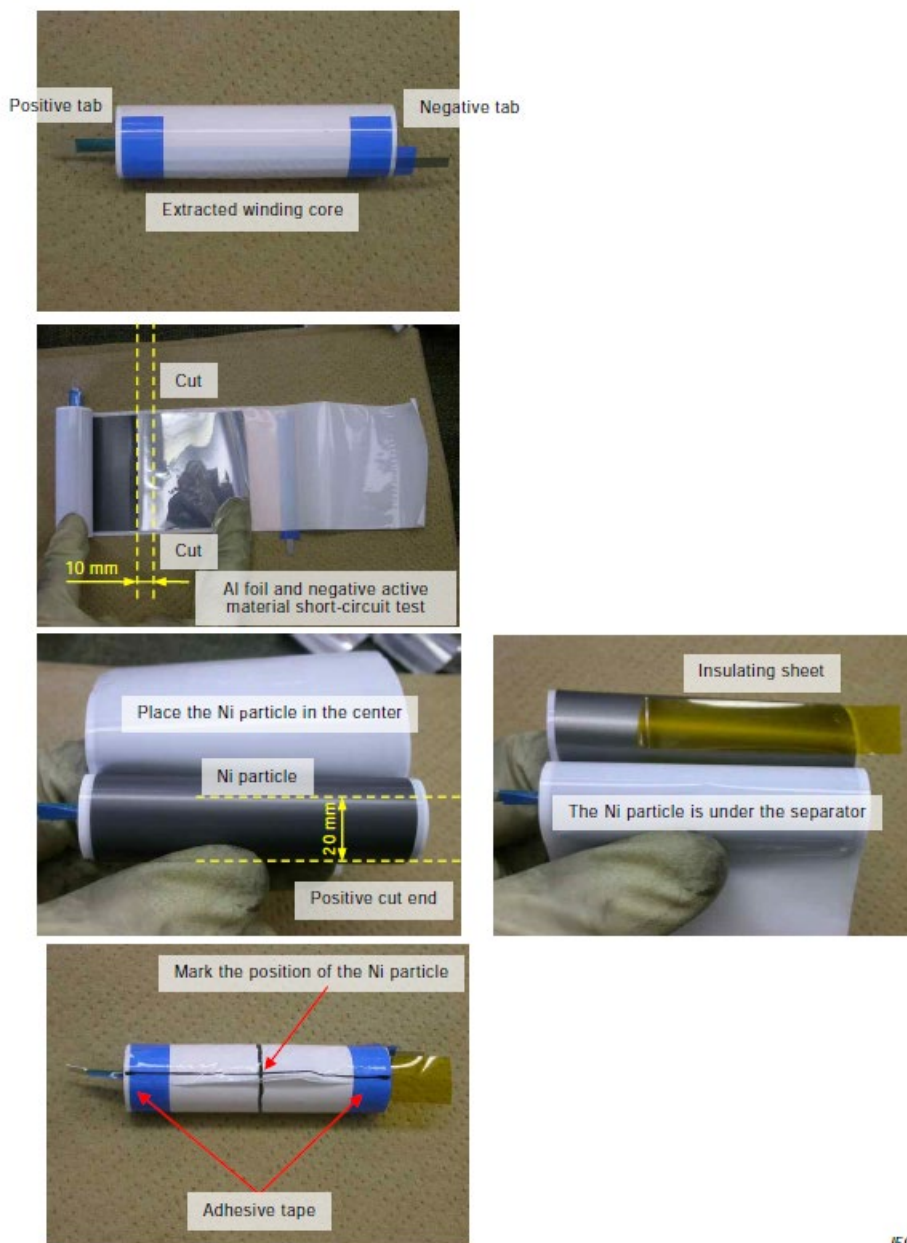 Positive tab
Negative tab
Extracted winding core
Cut
Cut
10 mm
Al foil and negative active
material short-circuit test
Place the Ni particle in the center
Ni particle
20 mm
Positive cut end
Insulating sheet
The Ni particle is under the separator
Mark the position of the Ni particle
Adhesive tape